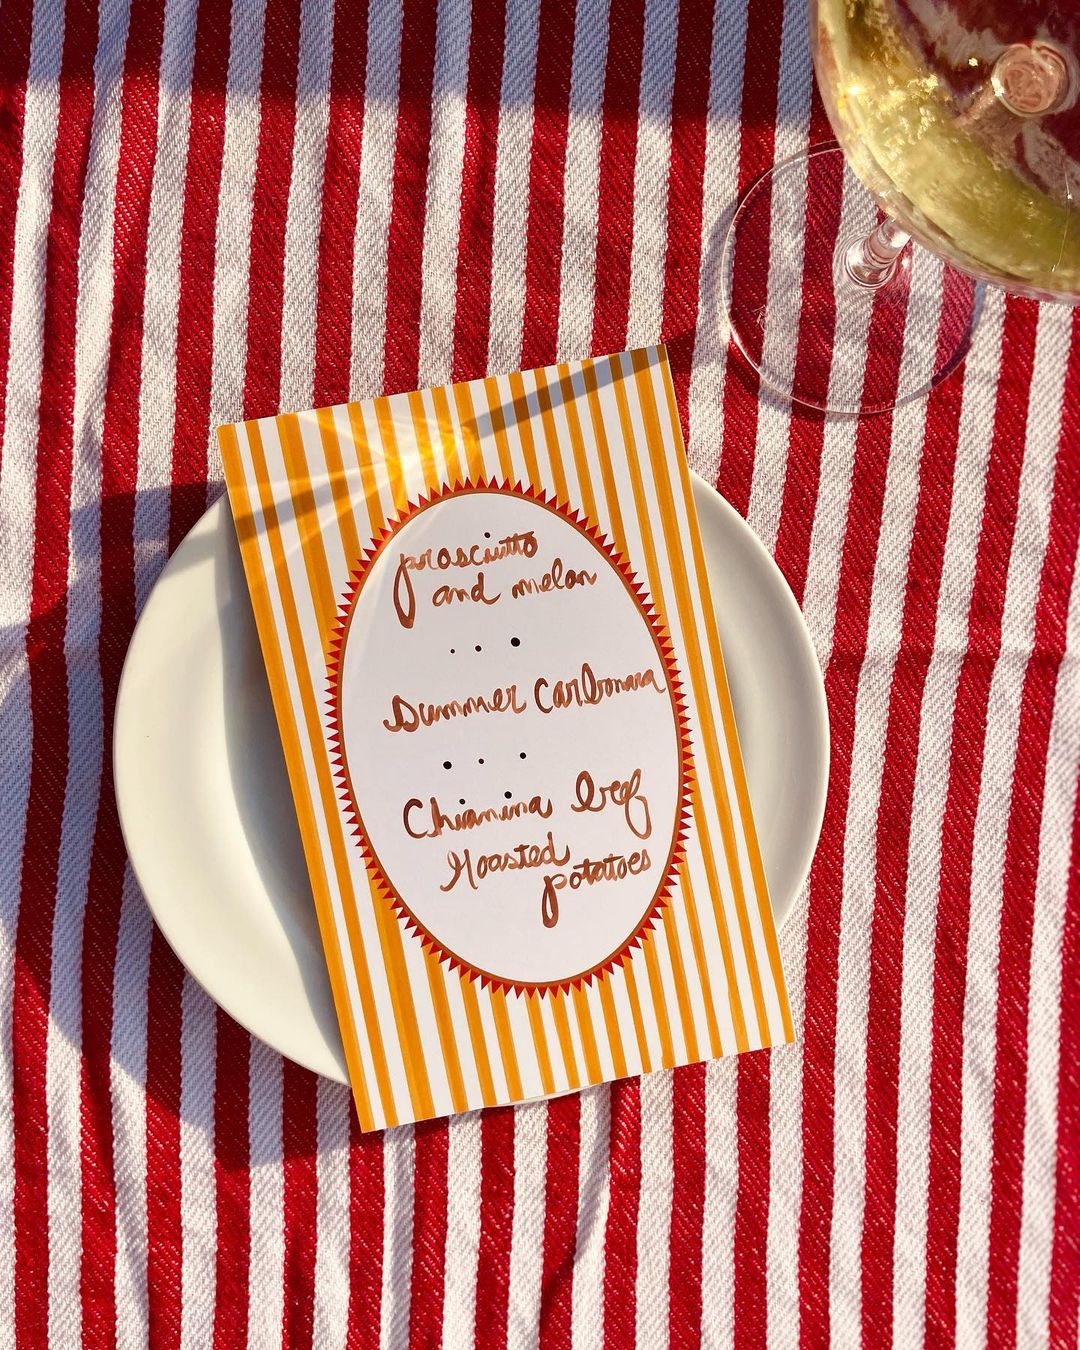 prosciutto
and melon
...
Summer Carbonara
...
Chianina beef
Roasted
potatoes